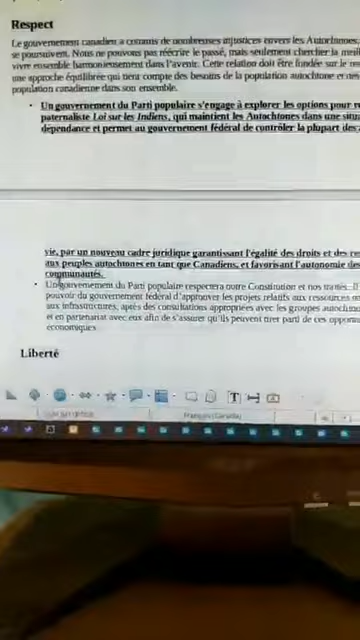 Respect
Le gouvernement canadien a commis de nombreuses injustices envers les Autochtones,
se poursuivent. Nous ne pouvons pas réécrire le passé, mais seulement chercher la
vivre ensemble harmonieusement dans l'avenir. Cette relation doit être fondée sur le
une approche équilibrée qui tient compte des besoins de la population autochtone et
population canadienne dans son ensemble.
• Un gouvernement du Parti populaire s'engage à explorer les options pour
paternaliste Loi sur les Indiens, qui maintient les Autochtones dans une
dépendance et permet au gouvernement fédéral de contrôler la plupart des
vie, par un nouveau cadre juridique garantissant l'égalité des droits et des
aux peuples autochtones en tant que Canadiens, et favorisant l'autonomie des
communautés.
• Un gouvernement du Parti populaire respectera notre Constitution et nos traités. Il
pouvoir du gouvernement fédéral d'approuver les projets relatifs aux ressources
aux infrastructures, après des consultations appropriées avec les groupes
et en partenariat avec eux afin de s'assurer qu'ils peuvent tirer parti de ces
économiques
Liberté
T
Français (Canada)